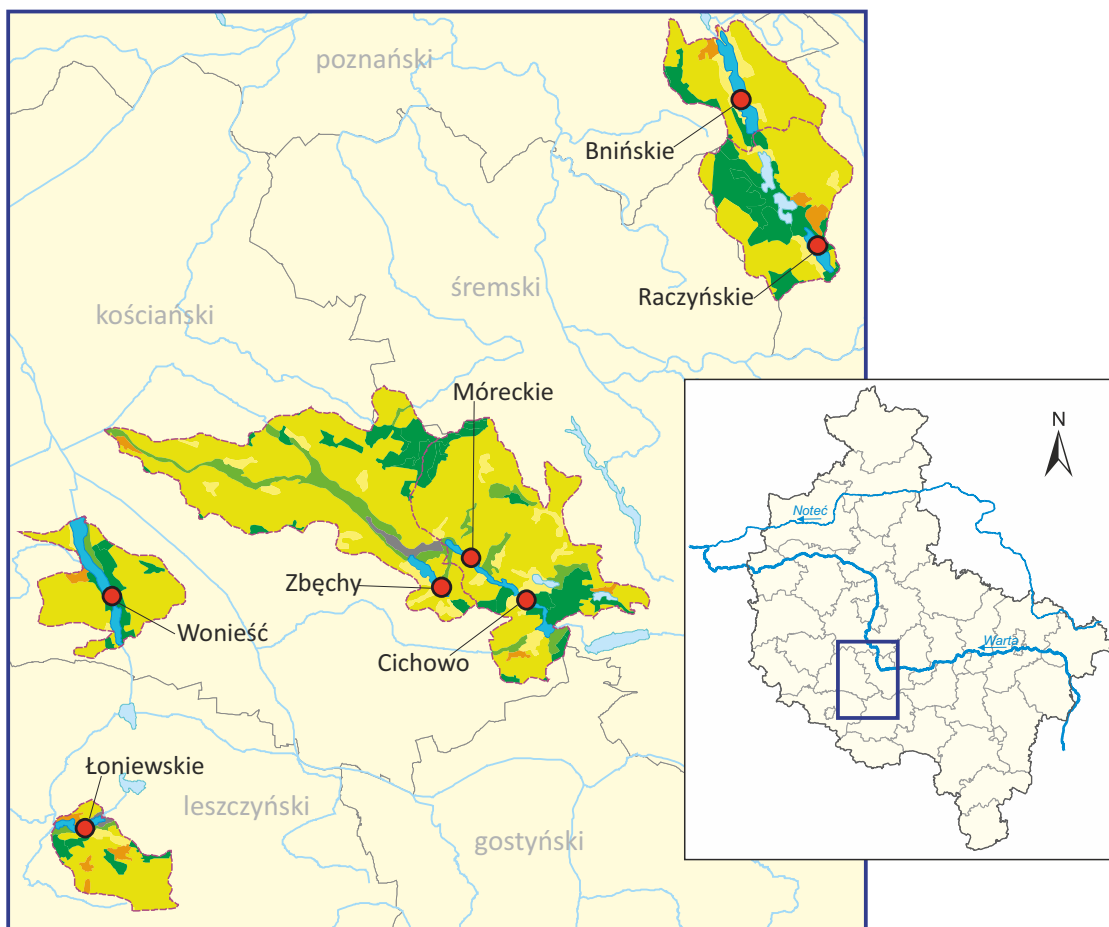 poznański
Bnińskie
śremski
Raczyńskie
kościański
Móreckie
N
Noteć
Zbęchy
Wonieść
Cichowo
Warta
Łoniewskie
leszczyński
gostyński